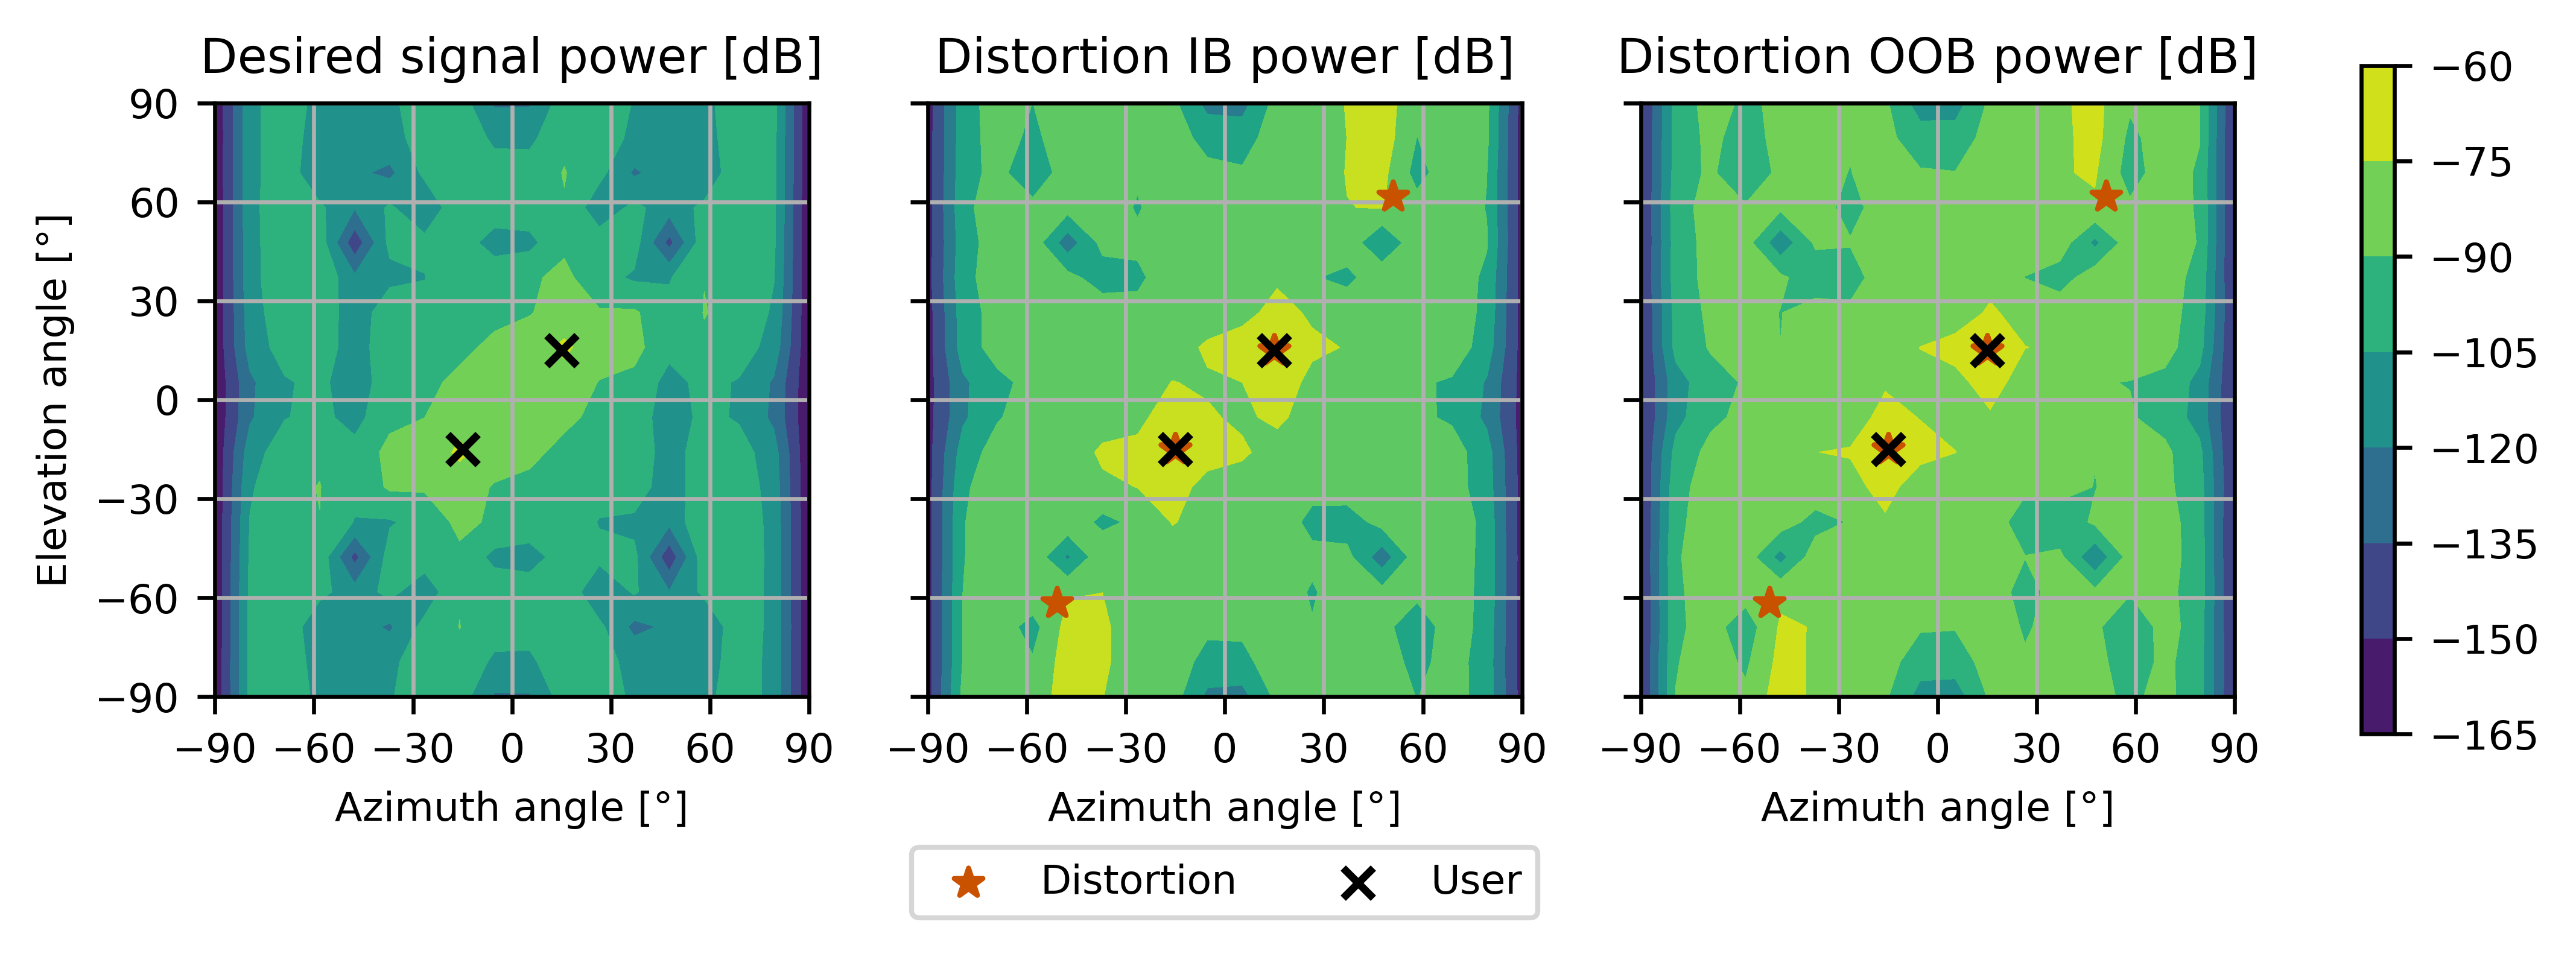 Desired signal power [dB]
Distortion IB power [dB]
Distortion OOB power [dB]
Elevation angle [°]
90
60
30
0
−30
−60
−90
−90 −60 −30 0 30 60 90
−90 −60 −30 0 30 60 90
−90 −60 −30 0 30 60 90
Azimuth angle [°]
Azimuth angle [°]
Azimuth angle [°]
−60
−75
−90
−105
−120
−135
−150
−165
Distortion
User